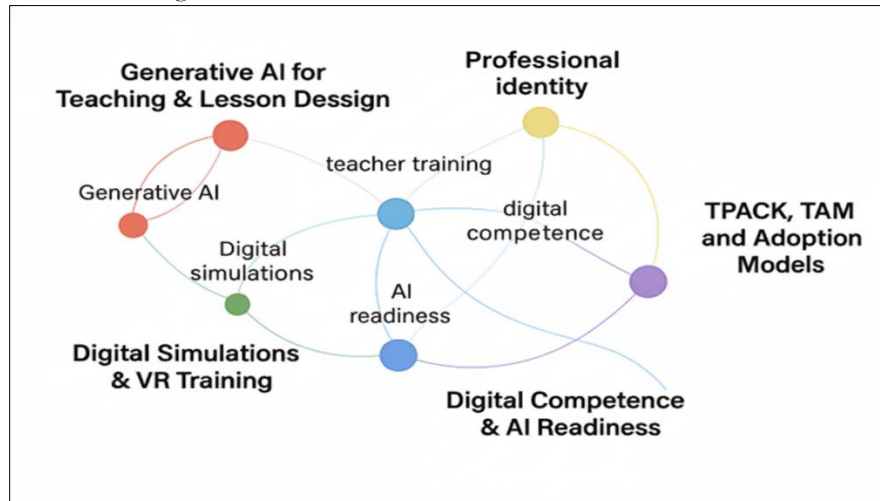 Generative AI for
Teaching & Lesson Dessign
Professional
identity
teacher training
Generative AI
digital
competence
TPACK, TAM
and Adoption
Models
Digital
simulations
AI
readiness
Digital Simulations
& VR Training
Digital Competence
& AI Readiness